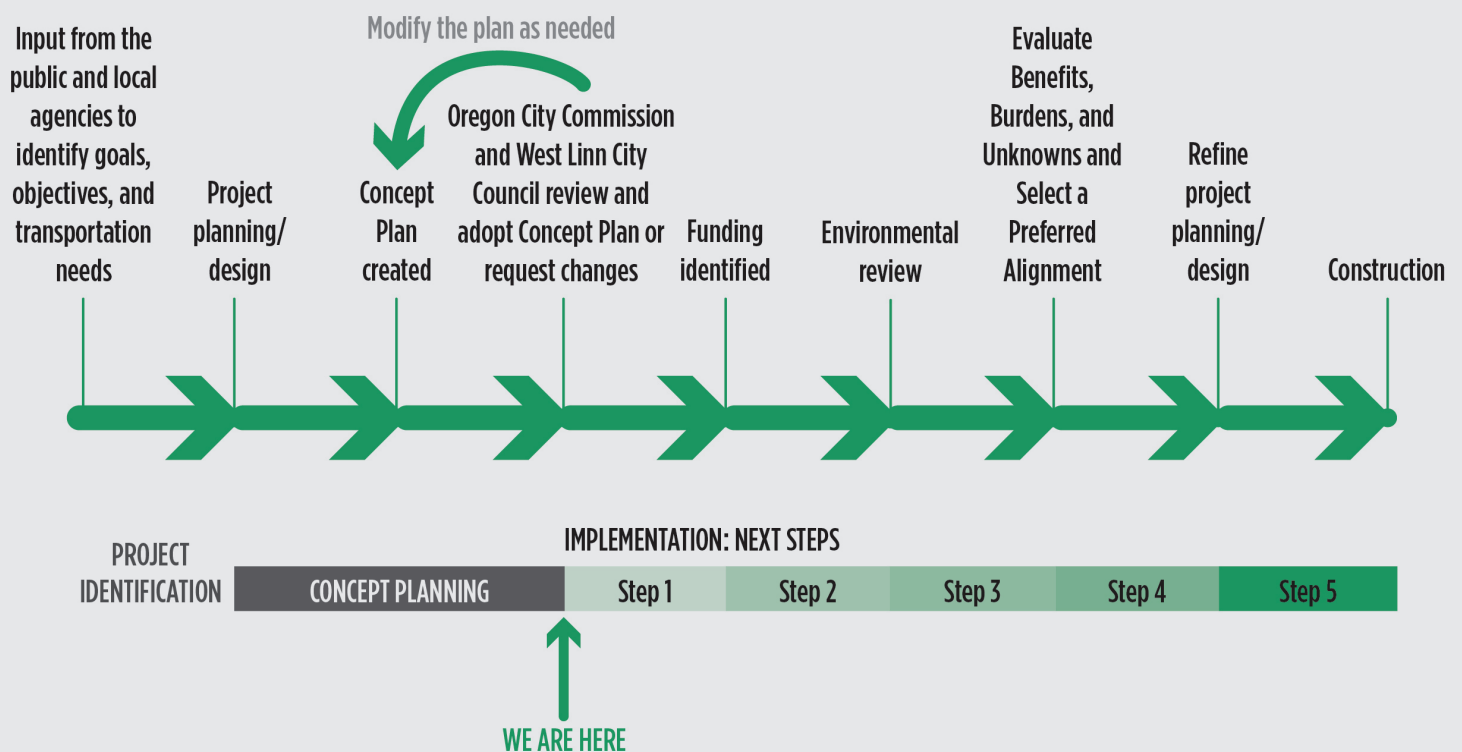 Modify the plan as needed
Input from the
public and local
agencies to
identify goals,
objectives, and
transportation
needs
Project
planning/
design
Concept
Plan
created
Oregon City Commission
and West Linn City
Council review and
adopt Concept Plan or
request changes
Funding
identified
Environmental
review
Evaluate
Benefits,
Burdens, and
Unknowns and
Select a
Preferred
Alignment
Refine
project
planning/
design
Construction
PROJECT
IDENTIFICATION
CONCEPT PLANNING
IMPLEMENTATION: NEXT STEPS
Step 1
Step 2
Step 3
Step 4
Step 5
WE ARE HERE